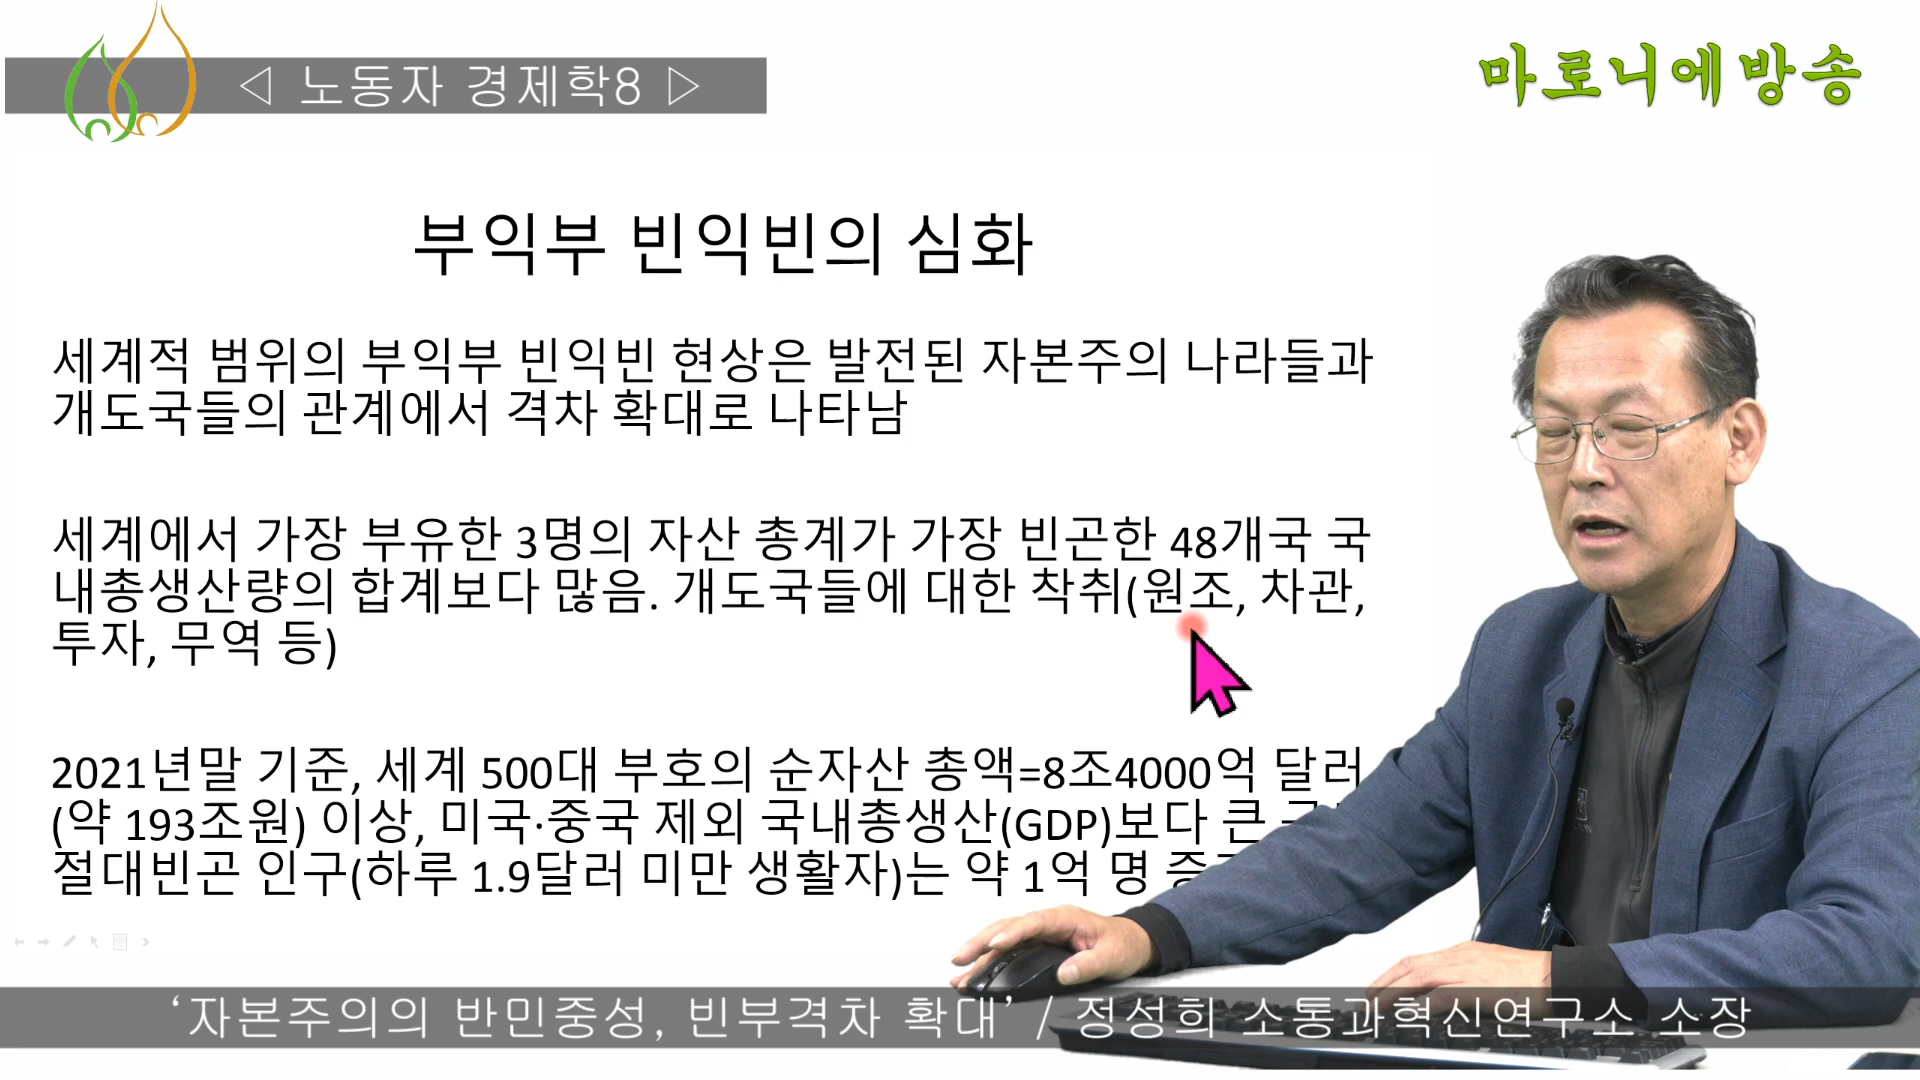 ◁ 노동자 경제학8 ▷
마로니에방송
부익부 빈익빈의 심화
세계적 범위의 부익부 빈익빈 현상은 발전된 자본주의 나라들과
개도국들의 관계에서 격차 확대로 나타남
세계에서 가장 부유한 3명의 자산 총계가 가장 빈곤한 48개국 국
내총생산량의 합계보다 많음. 개도국들에 대한 착취(원조, 차관,
투자, 무역 등)
2021년말 기준, 세계 500대 부호의 순자산 총액=8조4000억 달러
(약 193조원) 이상, 미국·중국 제외 국내총생산(GDP)보다 큰
절대빈곤 인구(하루 1.9달러 미만 생활자)는 약 1억 명
‘자본주의의 반민중성, 빈부격차 확대’ / 정성희 소통과혁신연구소 소장